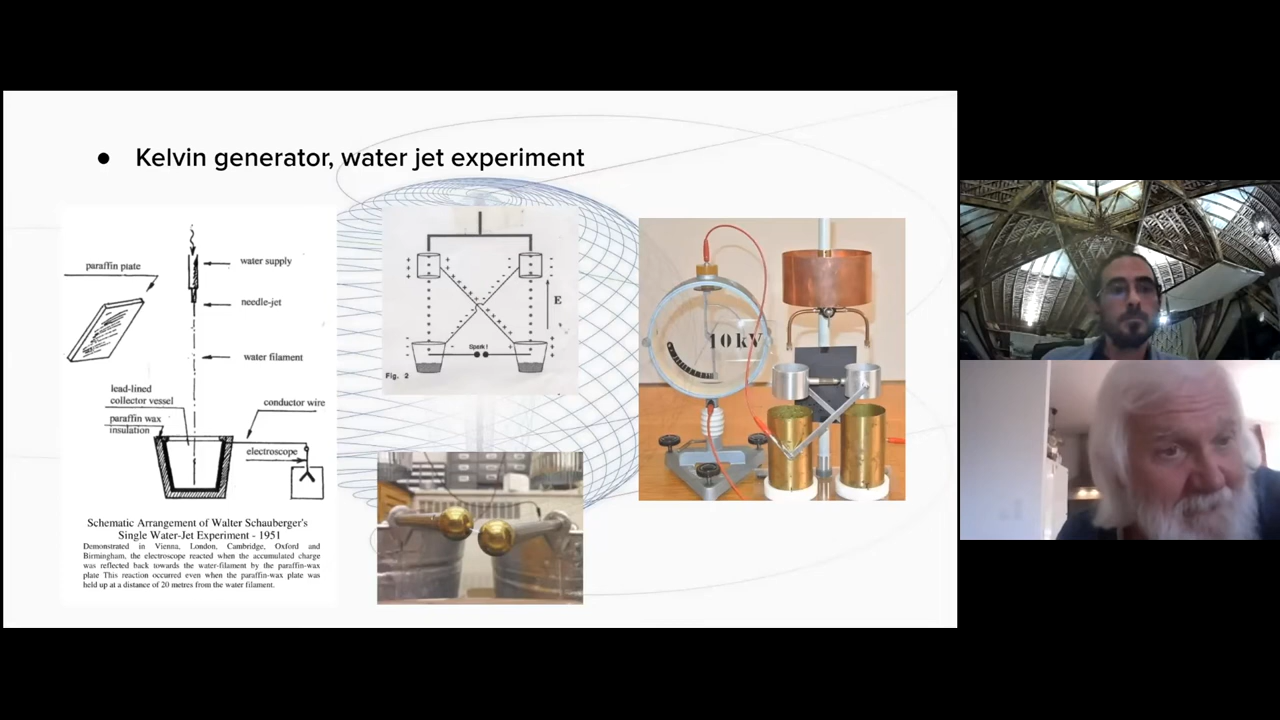 ● Kelvin generator, water jet experiment
water supply
paraffin plate
needle-jet
water filament
lead-lined
collector vessel
conductor wire
paraffin wax
insulation
electroscope
Schematic Arrangement of Walter Schauberger's
Single Water-Jet Experiment - 1951
Demonstrated in Vienna, London, Cambridge, Oxford and
Birmingham, the electroscope reacted when the accumulated charge
was reflected back towards the water-filament by the paraffin-wax
plate This reaction occurred even when the paraffin-wax plate was
held up at a distance of 20 metres from the water filament.
E
Spark!
Fig. 2
10 kV